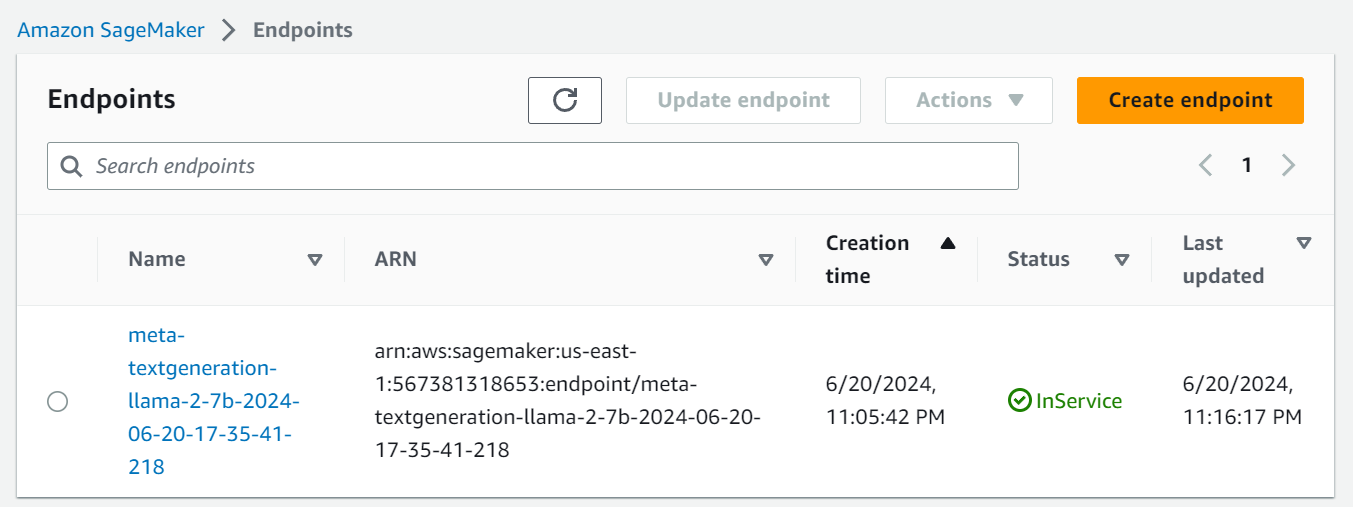 Amazon SageMaker > Endpoints
Endpoints
Update endpoint
Actions
Create endpoint
Search endpoints
1
Name
ARN
Creation time
Status
Last updated
meta-
textgeneration-
llama-2-7b-2024-
06-20-17-35-41-
218
arn:aws:sagemaker:us-east-
1:567381318653:endpoint/meta-
textgeneration-llama-2-7b-2024-06-20-
17-35-41-218
6/20/2024,
11:05:42 PM
InService
6/20/2024,
11:16:17 PM